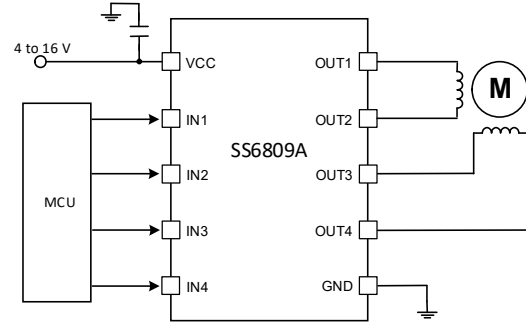 4 to 16 V
VCC
OUT1
M
IN1
OUT2
SS6809A
IN2
OUT3
MCU
IN3
OUT4
IN4
GND